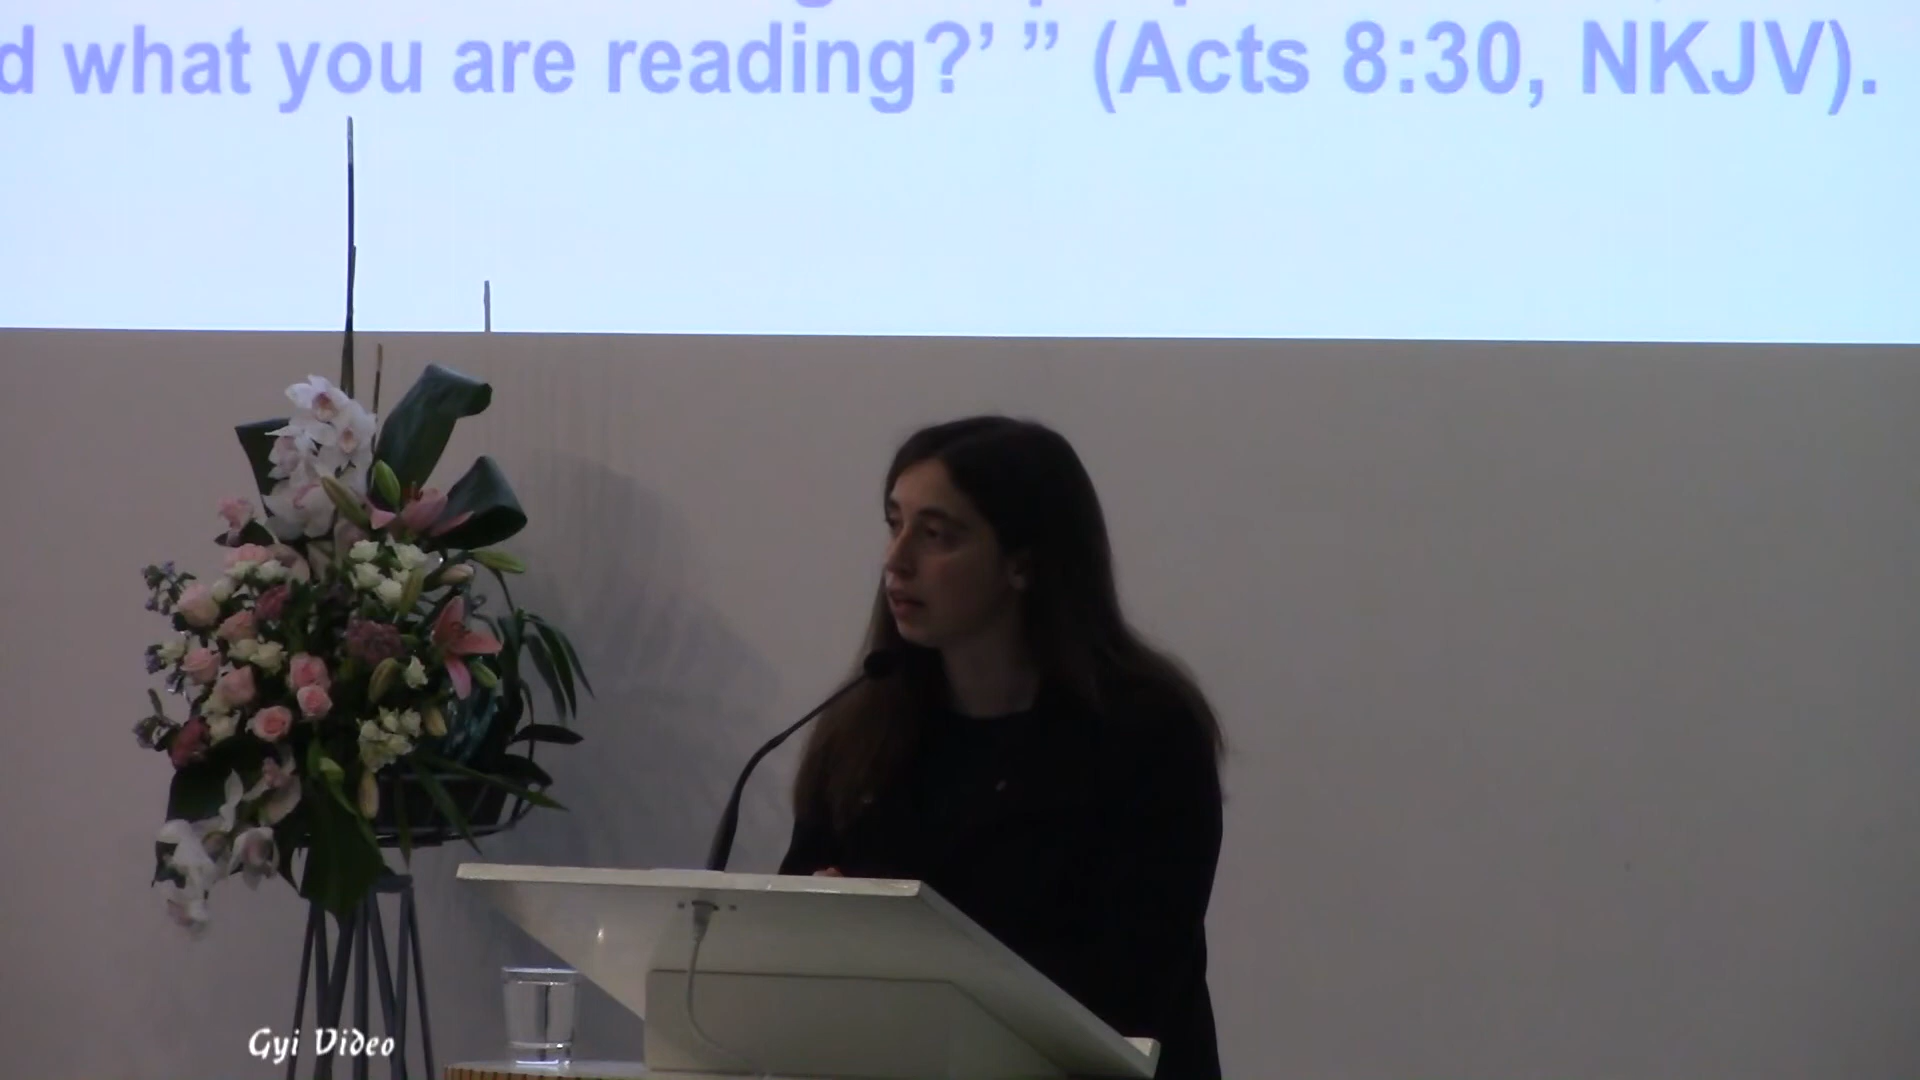 d what you are reading?’ ” (Acts 8:30, NKJV).
Gyi Video